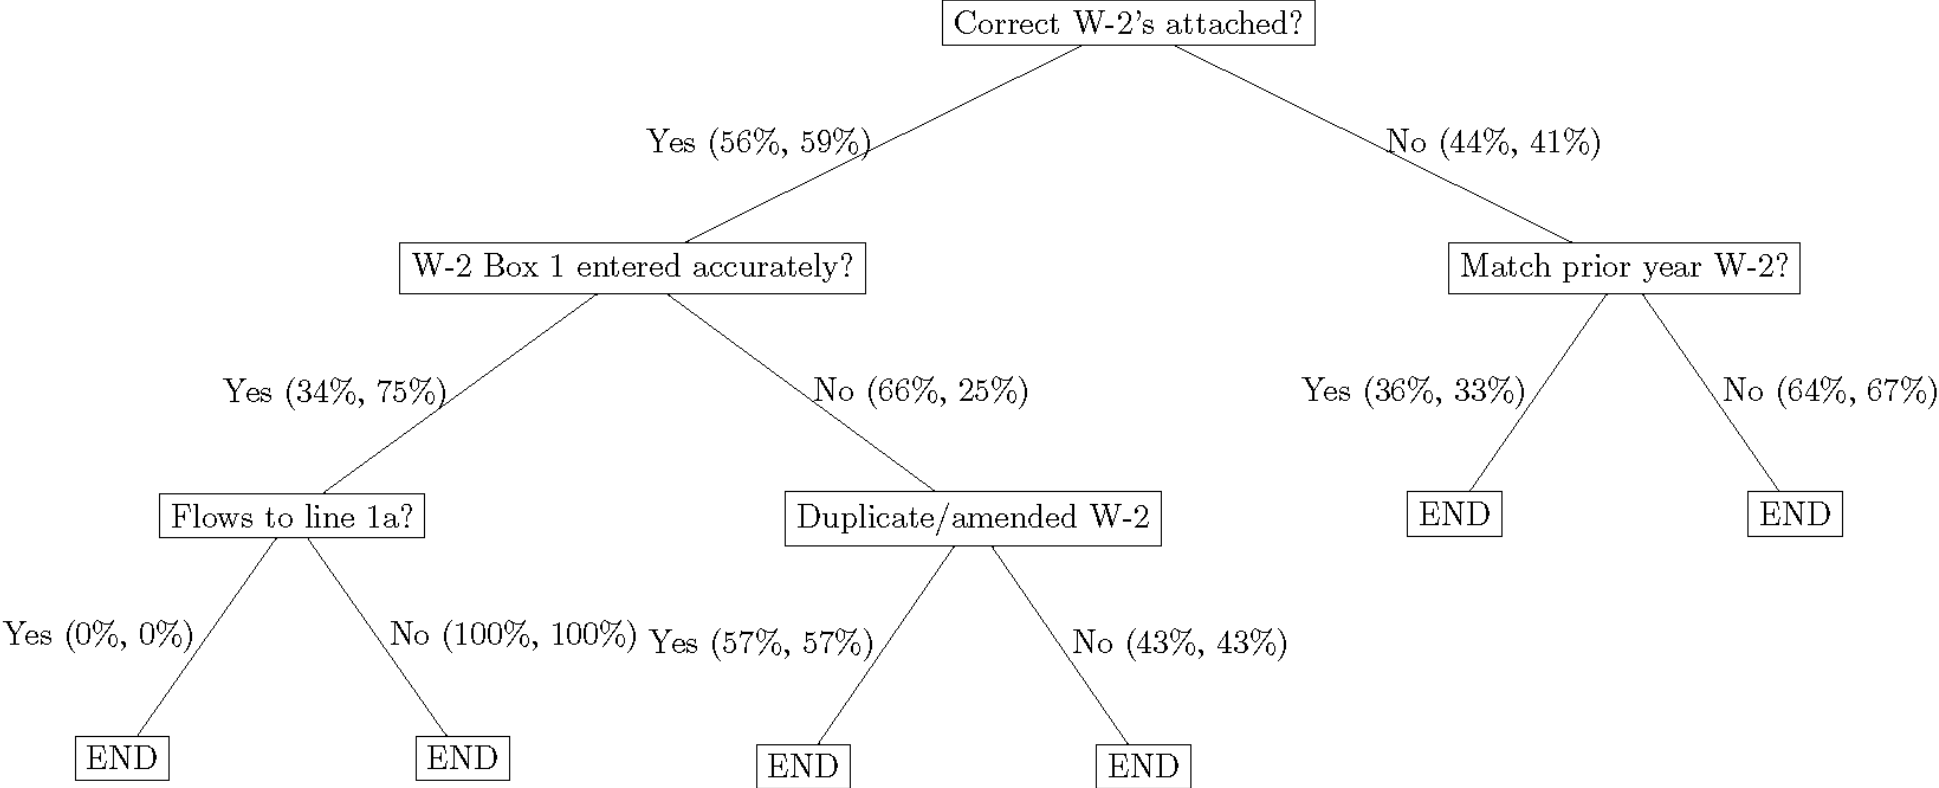 Correct W-2’s attached?
Yes (56%, 59%)
No (44%, 41%)
W-2 Box 1 entered accurately?
Match prior year W-2?
Yes (34%, 75%)
No (66%, 25%)
Yes (36%, 33%)
No (64%, 67%)
Flows to line 1a?
Duplicate/amended W-2
END
END
Yes (0%, 0%)
No (100%, 100%)
Yes (57%, 57%)
No (43%, 43%)
END
END
END
END